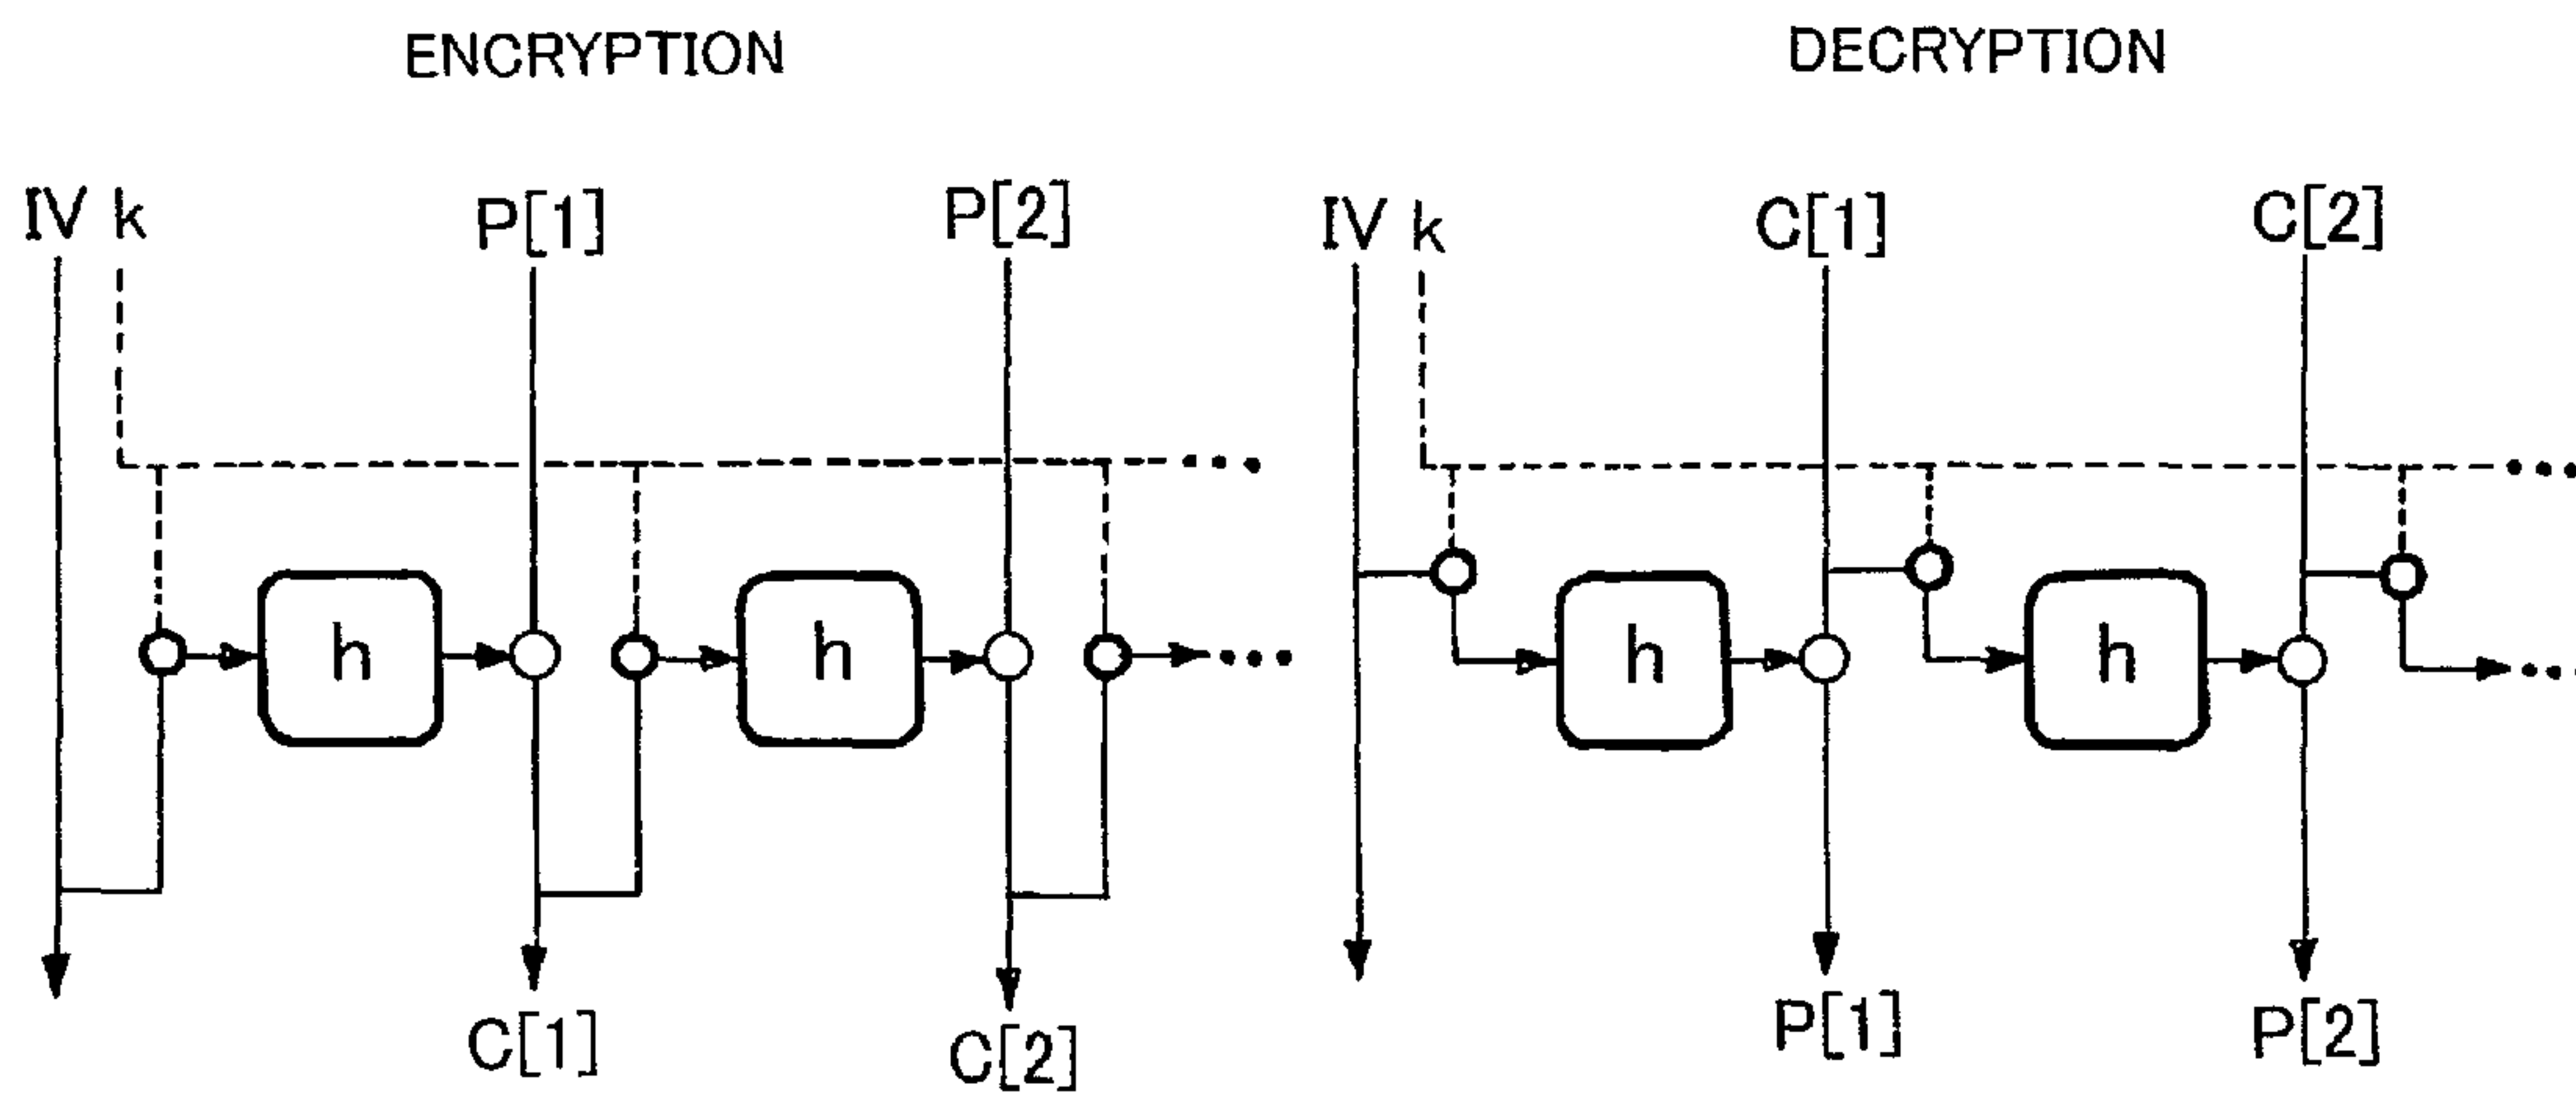 ENCRYPTION
IV k P[1] P[2]
h h
C[1] C[2]
DECRYPTION
IV k C[1] C[2]
h h
P[1] P[2]